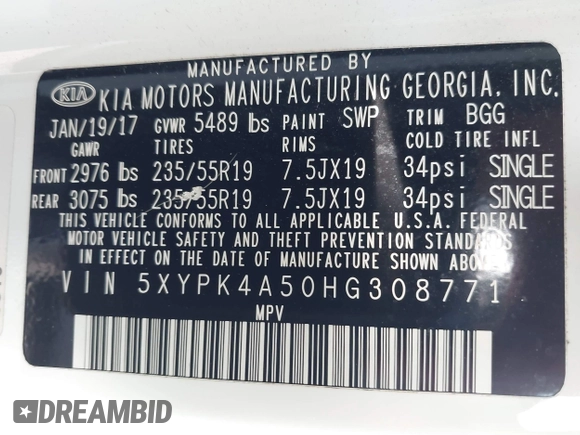 MANUFACTURED BY
KIA KIA MOTORS MANUFACTURING GEORGIA, INC.
JAN/19/17 GVWR 5489 lbs PAINT SWP TRIM BGG
GAWR TIRES RIMS COLD TIRE INFL
FRONT 2976 lbs 235/55R19 7.5JX19 34psi SINGLE
REAR 3075 lbs 235/55R19 7.5JX19 34psi SINGLE
THIS VEHICLE CONFORMS TO ALL APPLICABLE U.S.A. FEDERAL
MOTOR VEHICLE SAFETY AND THEFT PREVENTION STANDARDS
IN EFFECT ON THE DATE OF MANUFACTURE SHOWN ABOVE.
VIN 5XYPK4A50HG308771
MPV
DREAMBID